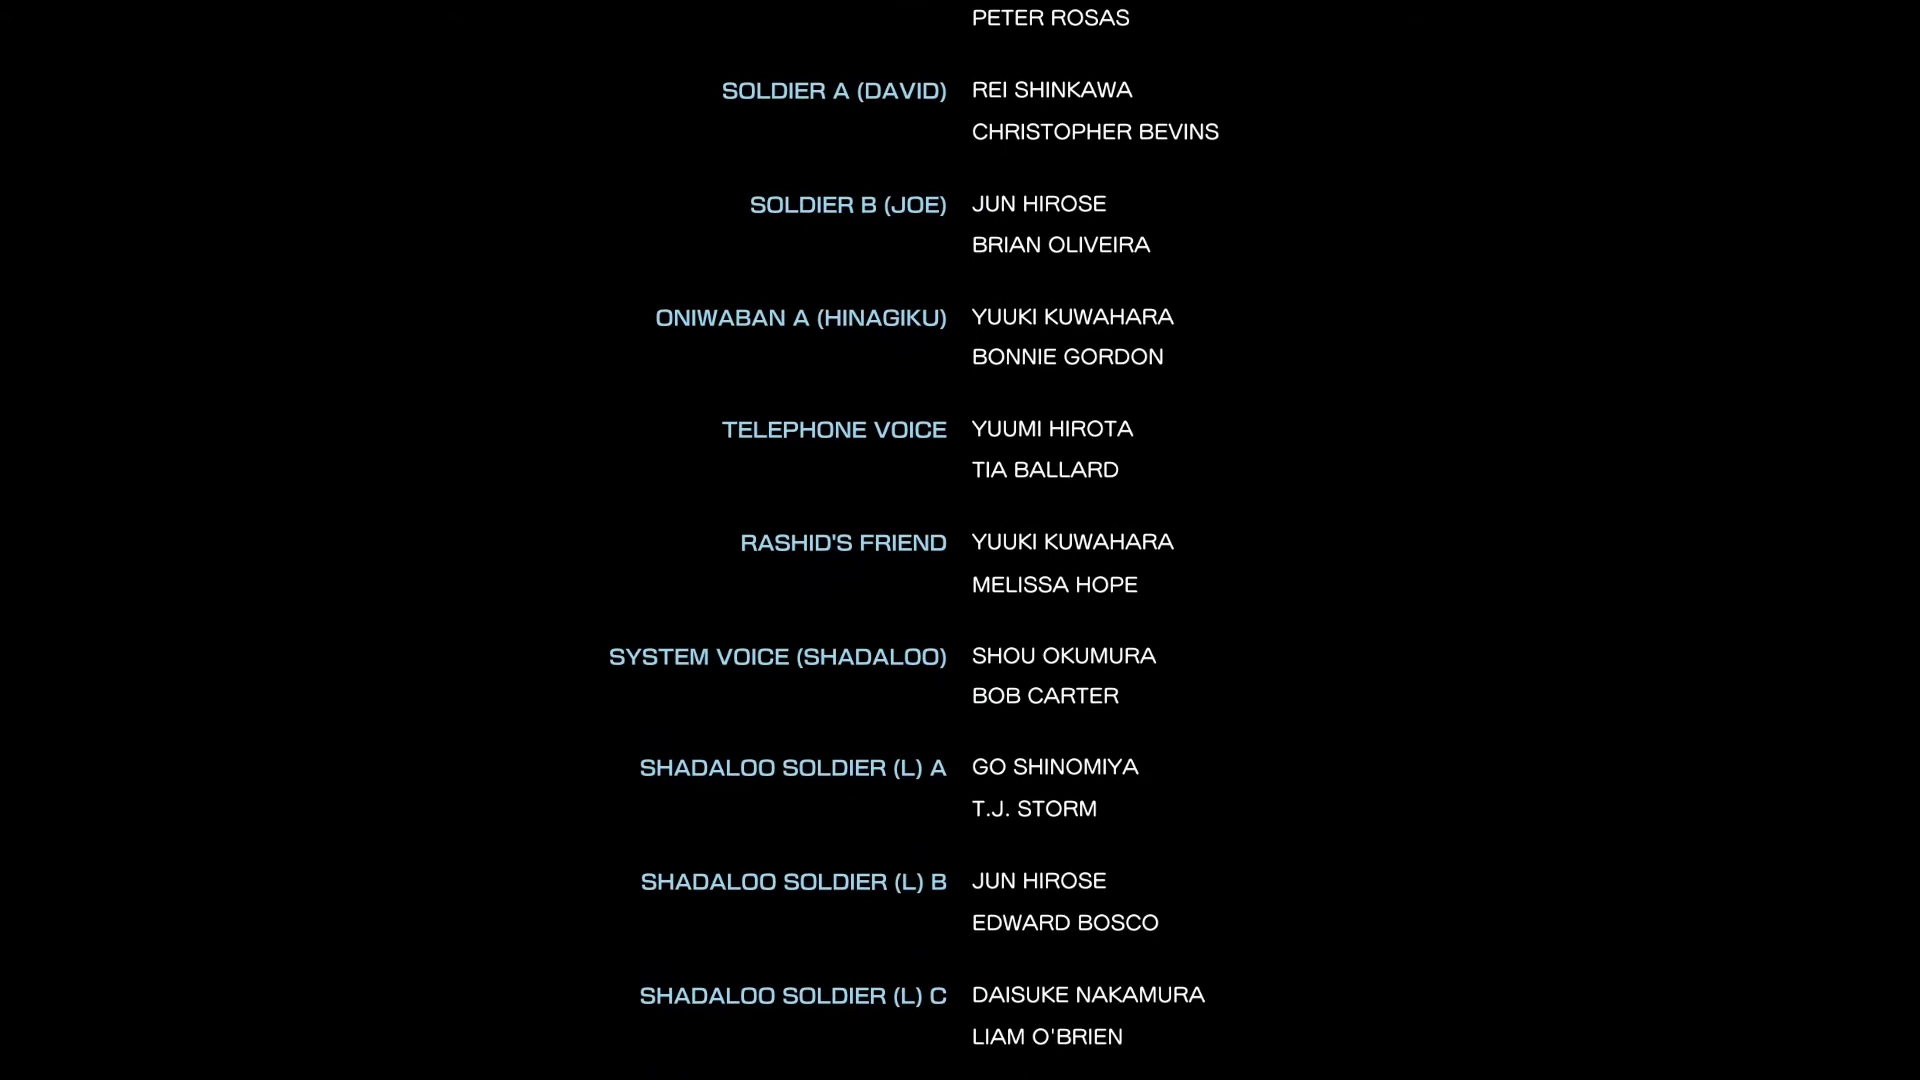 PETER ROSAS
SOLDIER A (DAVID) REI SHINKAWA
CHRISTOPHER BEVINS
SOLDIER B (JOE) JUN HIROSE
BRIAN OLIVEIRA
ONIWABAN A (HINAGIKU) YUUKI KUWAHARA
BONNIE GORDON
TELEPHONE VOICE YUUMI HIROTA
TIA BALLARD
RASHID'S FRIEND YUUKI KUWAHARA
MELISSA HOPE
SYSTEM VOICE (SHADALOO) SHOU OKUMURA
BOB CARTER
SHADALOO SOLDIER (L) A GO SHINOMIYA
T.J. STORM
SHADALOO SOLDIER (L) B JUN HIROSE
EDWARD BOSCO
SHADALOO SOLDIER (L) C DAISUKE NAKAMURA
LIAM O'BRIEN